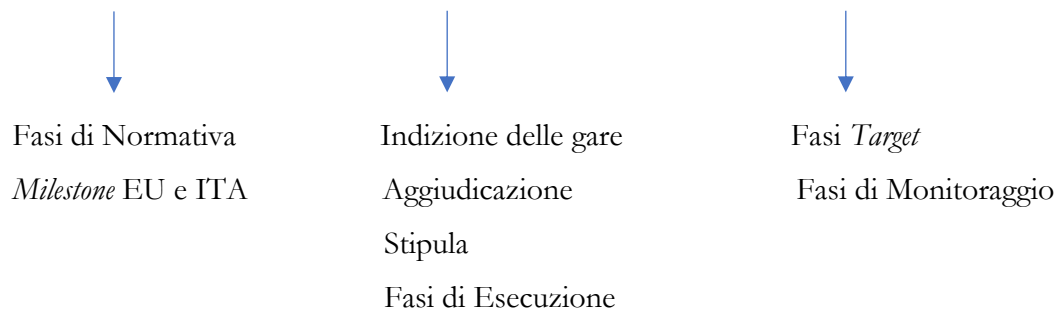 Fasi di Normativa
Milestone EU e ITA
Indizione delle gare
Aggiudicazione
Stipula
Fasi di Esecuzione
Fasi Target
Fasi di Monitoraggio